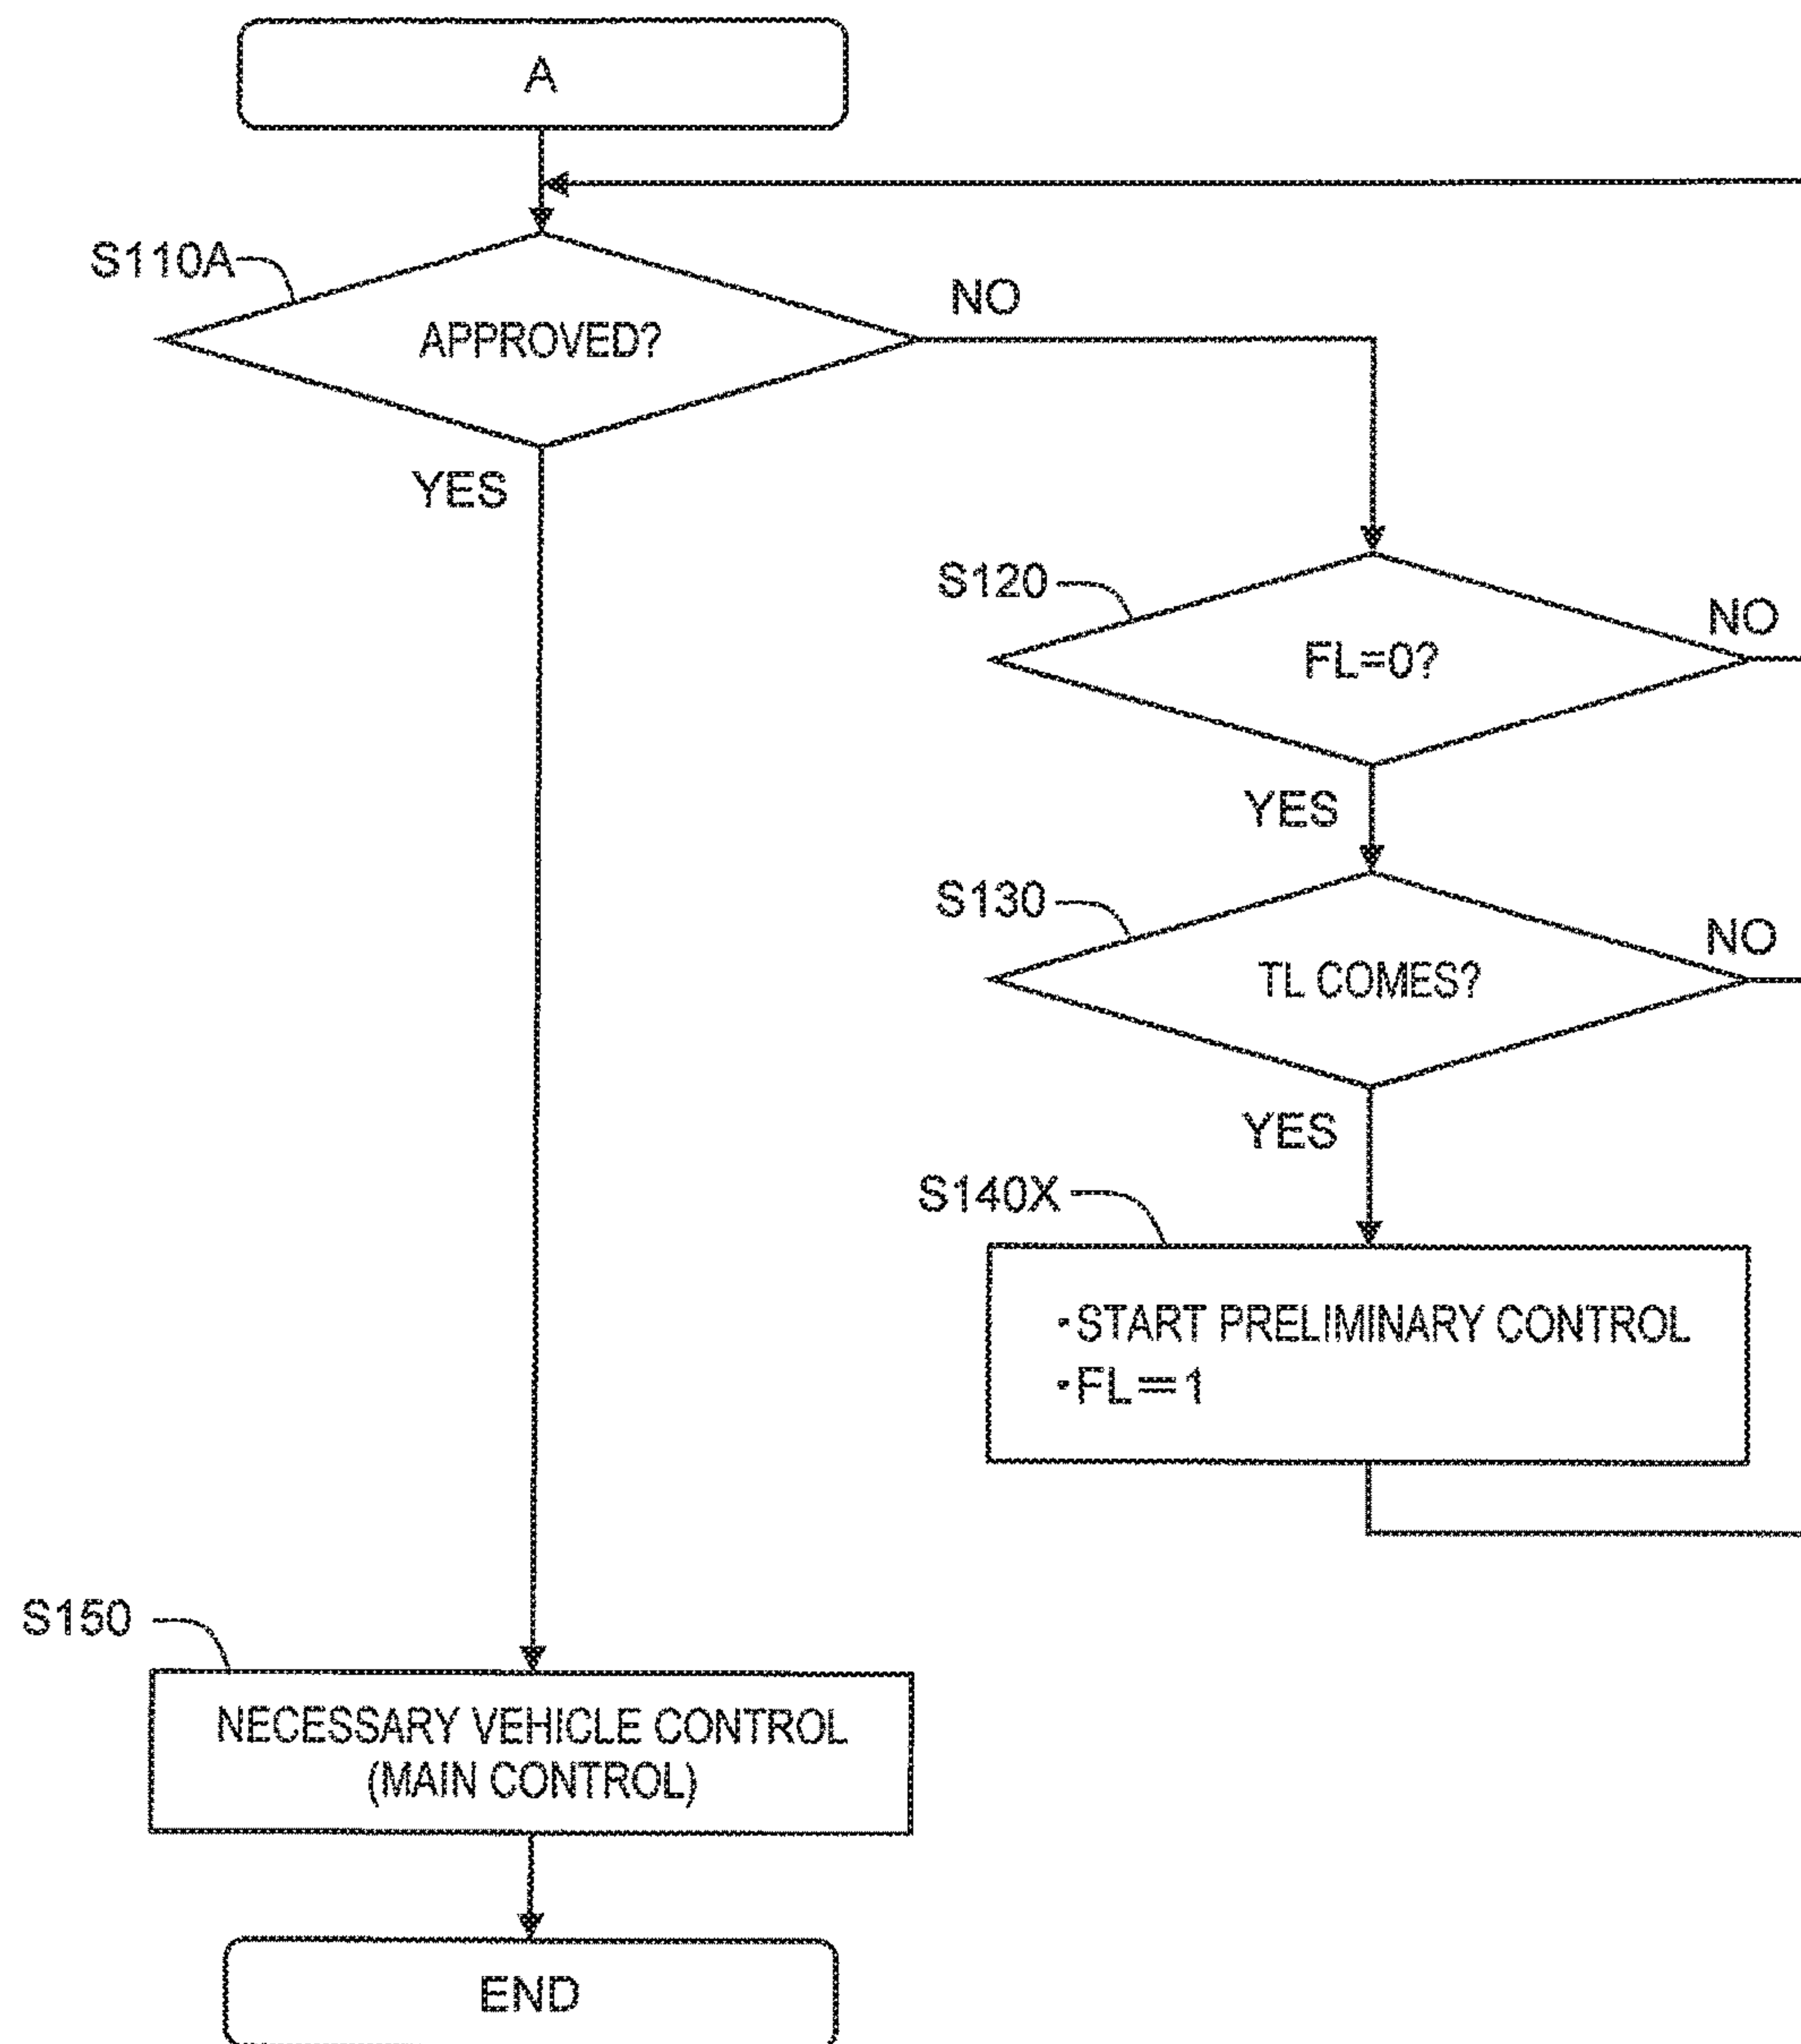 A
S110A
APPROVED?
NO
YES
S120
FL=0?
NO
YES
S130
TL COMES?
NO
YES
S140X
・START PRELIMINARY CONTROL
・FL=1
S150
NECESSARY VEHICLE CONTROL
(MAIN CONTROL)
END